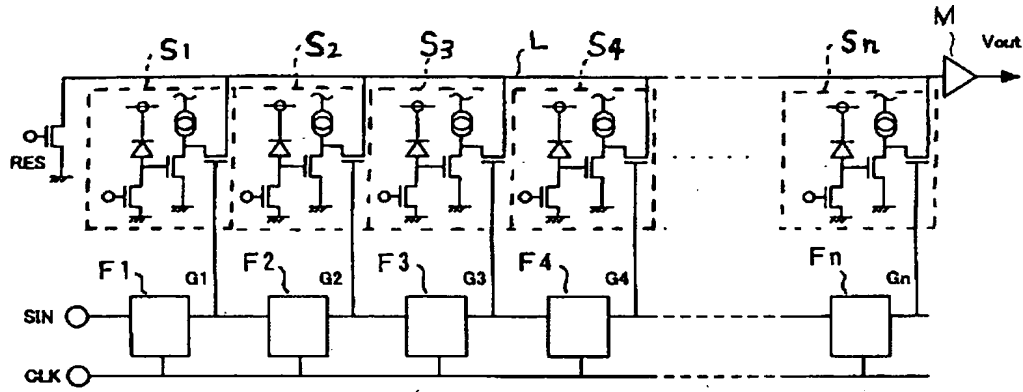 M
Vout
S1
S2
S3
L
S4
Sn
RES
F1
G1
F2
G2
F3
G3
F4
G4
Fn
Gn
SIN
CLK